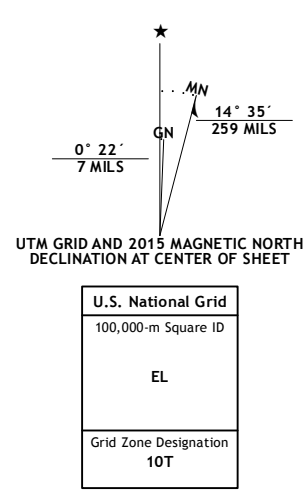 ★
MN
GN
14° 35´
259 MILS
0° 22´
7 MILS
UTM GRID AND 2015 MAGNETIC NORTH
DECLINATION AT CENTER OF SHEET
U.S. National Grid
100,000-m Square ID
EL
Grid Zone Designation
10T